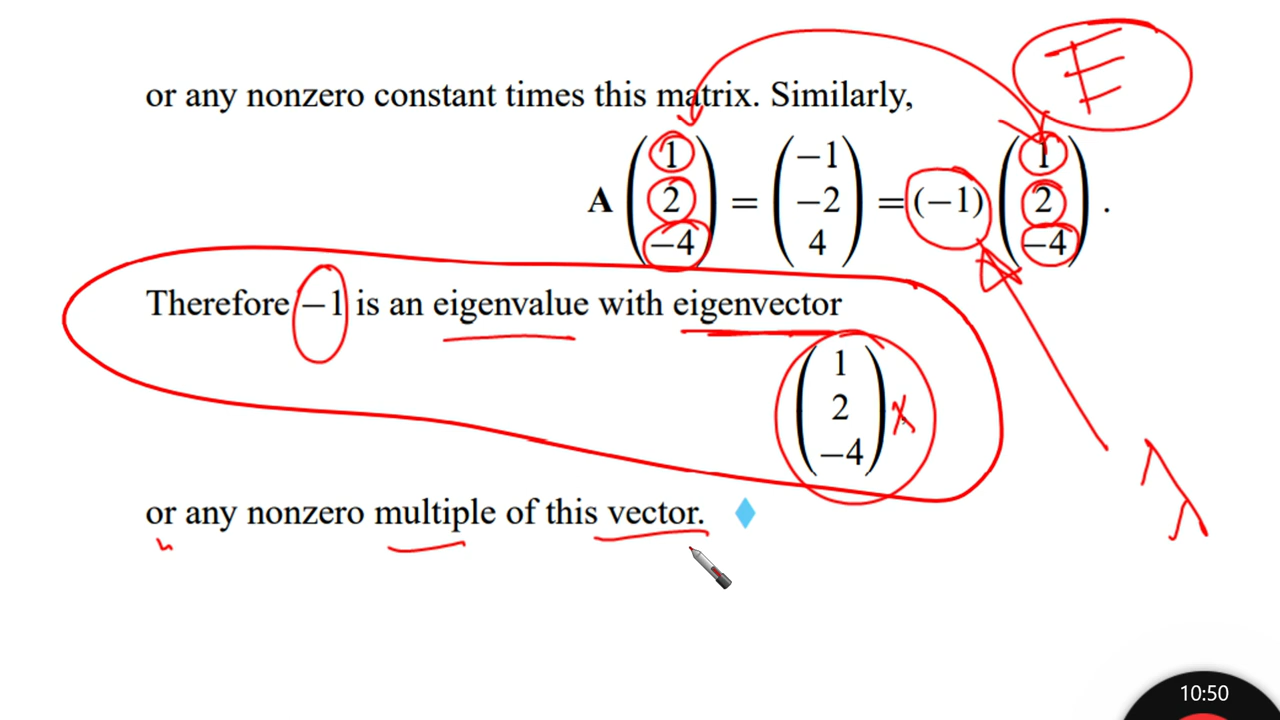 E
or any nonzero constant times this matrix. Similarly,
A (1 2 −4) = (−1 −2 4) = (−1) (1 2 −4) .
Therefore −1 is an eigenvalue with eigenvector
(1 2 −4) x
λ
or any nonzero multiple of this vector.
10:50